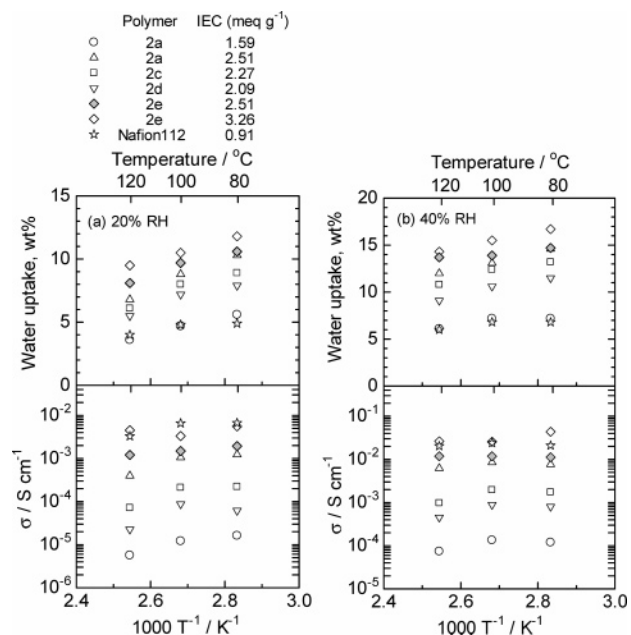 Polymer IEC (meq g⁻¹)
2a 1.59
2a 2.51
2c 2.27
2d 2.09
2e 2.51
2e 3.26
Nafion112 0.91
Temperature / °C
120 100 80
15
10
5
0
Water uptake, wt%
(a) 20% RH
10⁻²
10⁻³
10⁻⁴
10⁻⁵
10⁻⁶
σ / S cm⁻¹
2.4 2.6 2.8 3.0
1000 T⁻¹ / K⁻¹
Temperature / °C
120 100 80
20
15
10
5
0
Water uptake, wt%
(b) 40% RH
10⁻¹
10⁻²
10⁻³
10⁻⁴
10⁻⁵
σ / S cm⁻¹
2.4 2.6 2.8 3.0
1000 T⁻¹ / K⁻¹